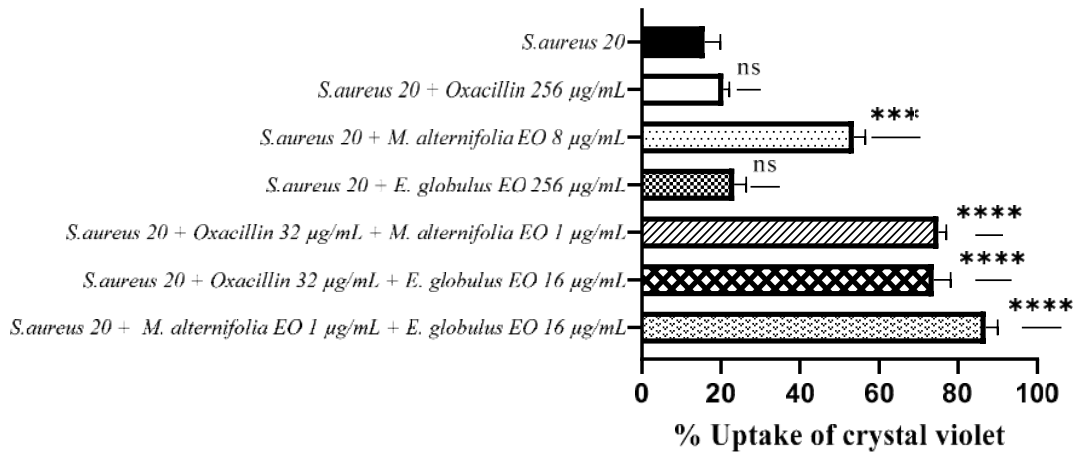 S.aureus 20
S.aureus 20 + Oxacillin 256 µg/mL
ns
S.aureus 20 + M. alternifolia EO 8 µg/mL
***
S.aureus 20 + E. globulus EO 256 µg/mL
ns
S.aureus 20 + Oxacillin 32 µg/mL + M. alternifolia EO 1 µg/mL
****
S.aureus 20 + Oxacillin 32 µg/mL + E. globulus EO 16 µg/mL
****
S.aureus 20 + M. alternifolia EO 1 µg/mL + E. globulus EO 16 µg/mL
****
0 20 40 60 80 100
% Uptake of crystal violet